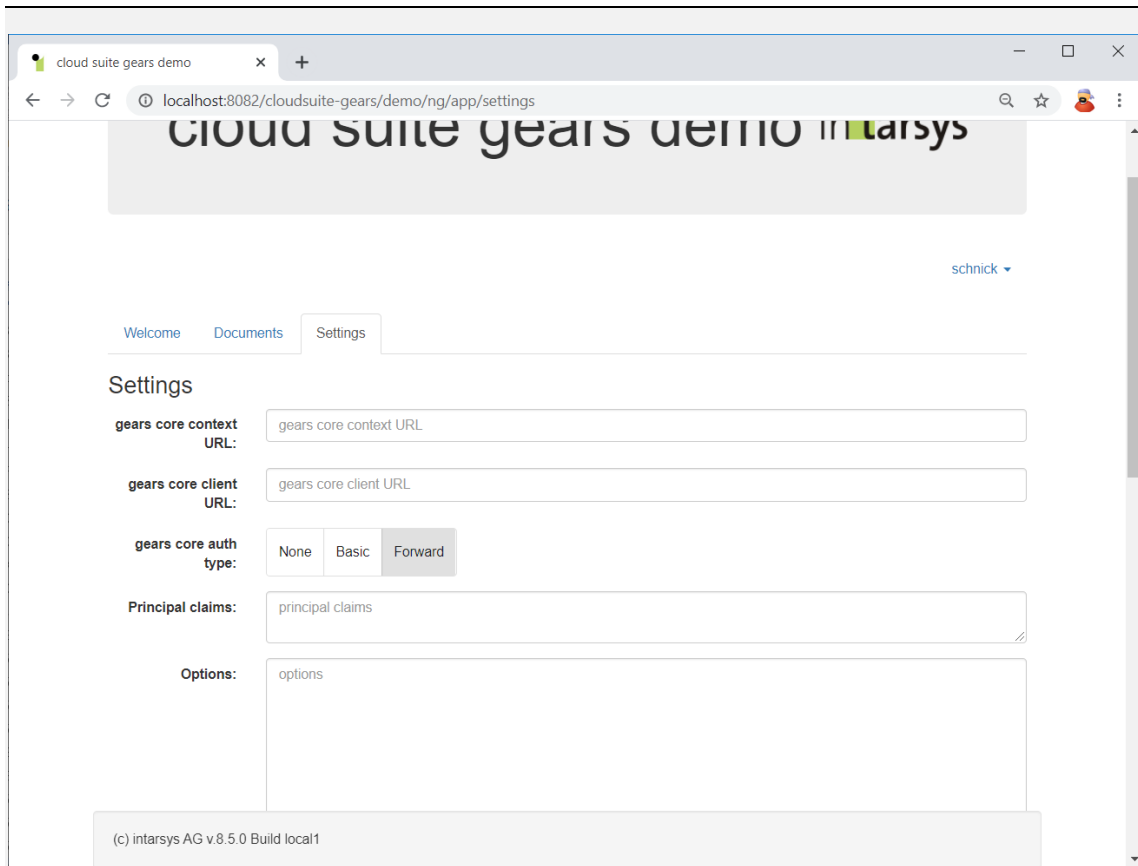 cloud suite gears demo
localhost:8082/cloudsuite-gears/demo/ng/app/settings
cloud suite gears demo intarsys
schnick
Welcome Documents Settings
Settings
gears core context URL:
gears core context URL
gears core client URL:
gears core client URL
gears core auth type:
None Basic Forward
Principal claims:
principal claims
Options:
options
(c) intarsys AG v.8.5.0 Build local1